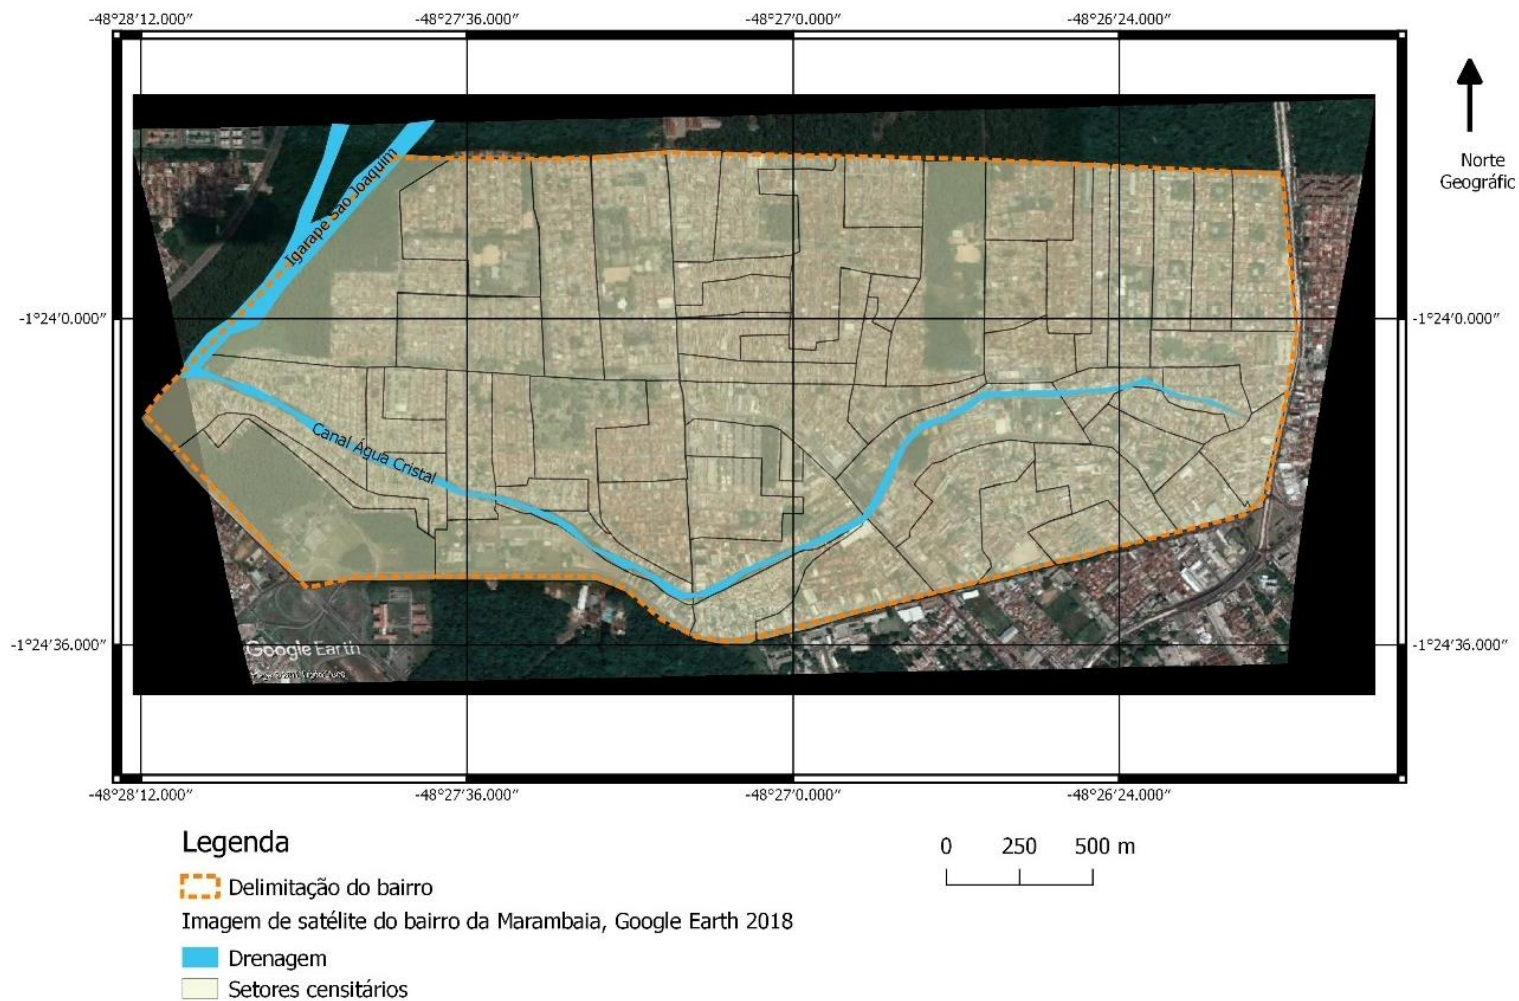 -48°28′12.000″ -48°27′36.000″ -48°27′0.000″ -48°26′24.000″
Norte
Geográfic
Igarape Sao Joaquim
-1°24′0.000″ -1°24′0.000″
Canal Água Cristal
-1°24′36.000″ -1°24′36.000″
Google Earth
-48°28′12.000″ -48°27′36.000″ -48°27′0.000″ -48°26′24.000″
Legenda
0 250 500 m
Delimitação do bairro
Imagem de satélite do bairro da Marambaia, Google Earth 2018
Drenagem
Setores censitários